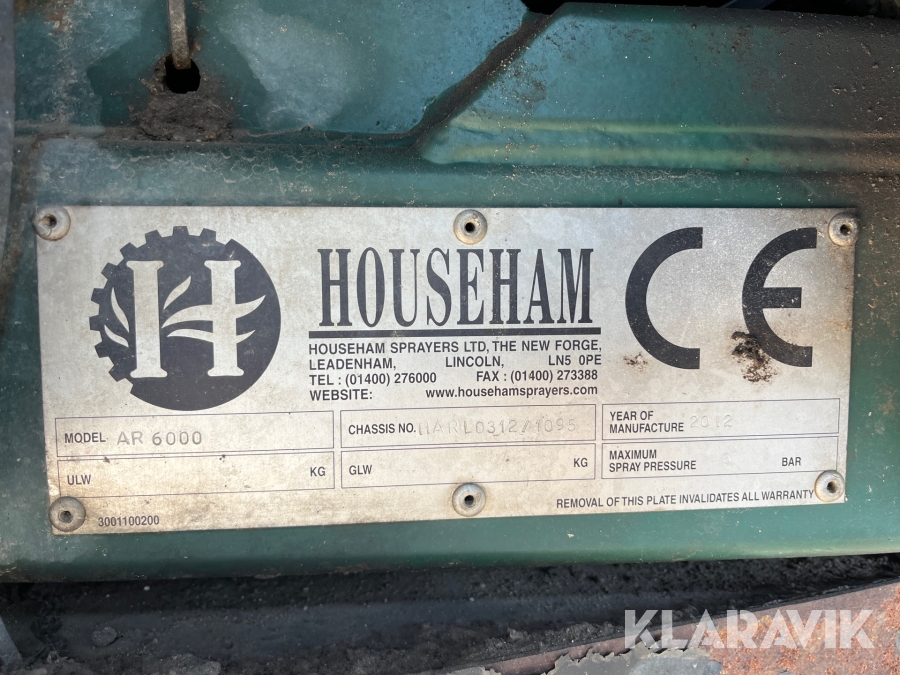 H
HOUSEHAM
CE
HOUSEHAM SPRAYERS LTD, THE NEW FORGE,
LEADENHAM, LINCOLN, LN5 0PE
TEL : (01400) 276000 FAX : (01400) 273388
WEBSITE: www.househamsprayers.com
MODEL AR 6000
CHASSIS NO.
YEAR OF
MANUFACTURE 2012
ULW KG
GLW KG
MAXIMUM
SPRAY PRESSURE BAR
3001100200
REMOVAL OF THIS PLATE INVALIDATES ALL WARRANTY
KLARAVIK